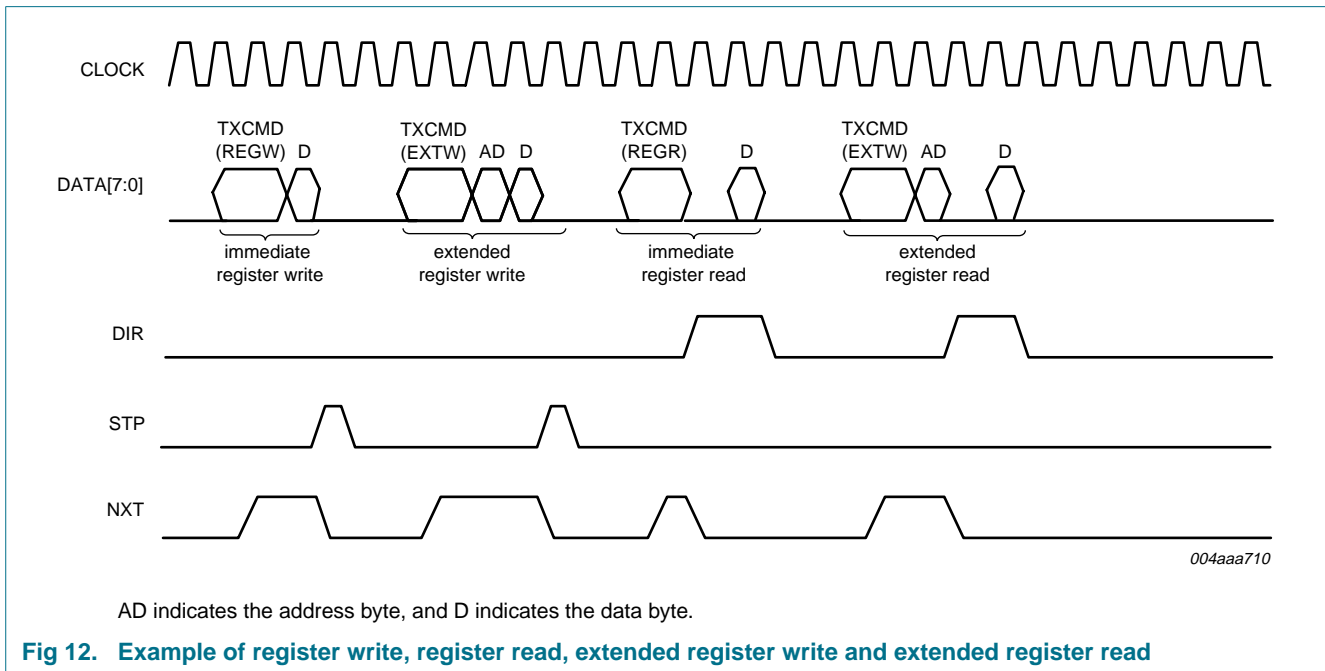 CLOCK
TXCMD
(REGW) D
TXCMD
(EXTW) AD D
TXCMD
(REGR) D
TXCMD
(EXTW) AD D
DATA[7:0]
immediate
register write
extended
register write
immediate
register read
extended
register read
DIR
STP
NXT
004aaa710
AD indicates the address byte, and D indicates the data byte.
Fig 12. Example of register write, register read, extended register write and extended register read